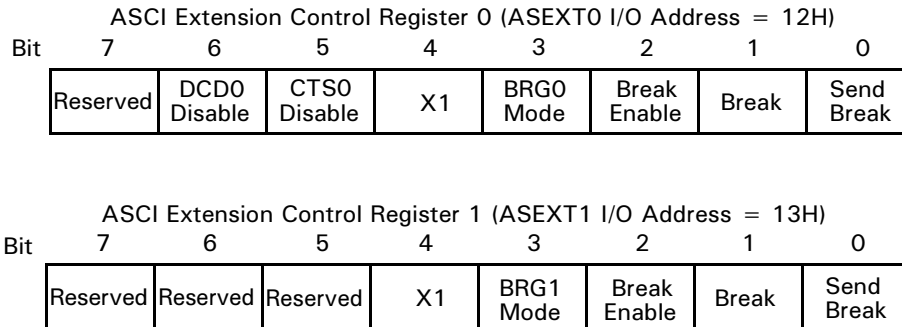 ASCI Extension Control Register 0 (ASEXT0 I/O Address = 12H)
Bit 7 6 5 4 3 2 1 0
Reserved DCD0 Disable CTS0 Disable X1 BRG0 Mode Break Enable Break Send Break
ASCI Extension Control Register 1 (ASEXT1 I/O Address = 13H)
Bit 7 6 5 4 3 2 1 0
Reserved Reserved Reserved X1 BRG1 Mode Break Enable Break Send Break